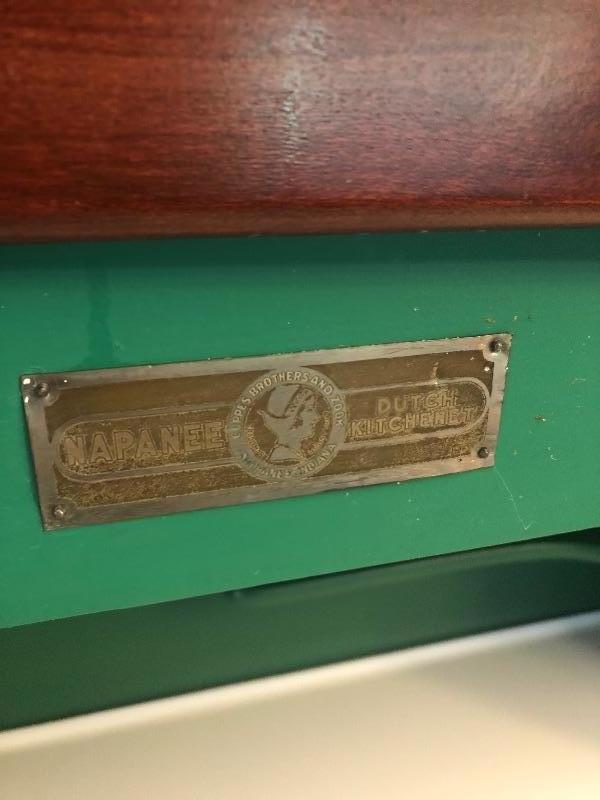 NAPANEE
COPPES BROTHERS AND ZOOK
NAPPANEE, INDIANA
DUTCH
KITCHENET